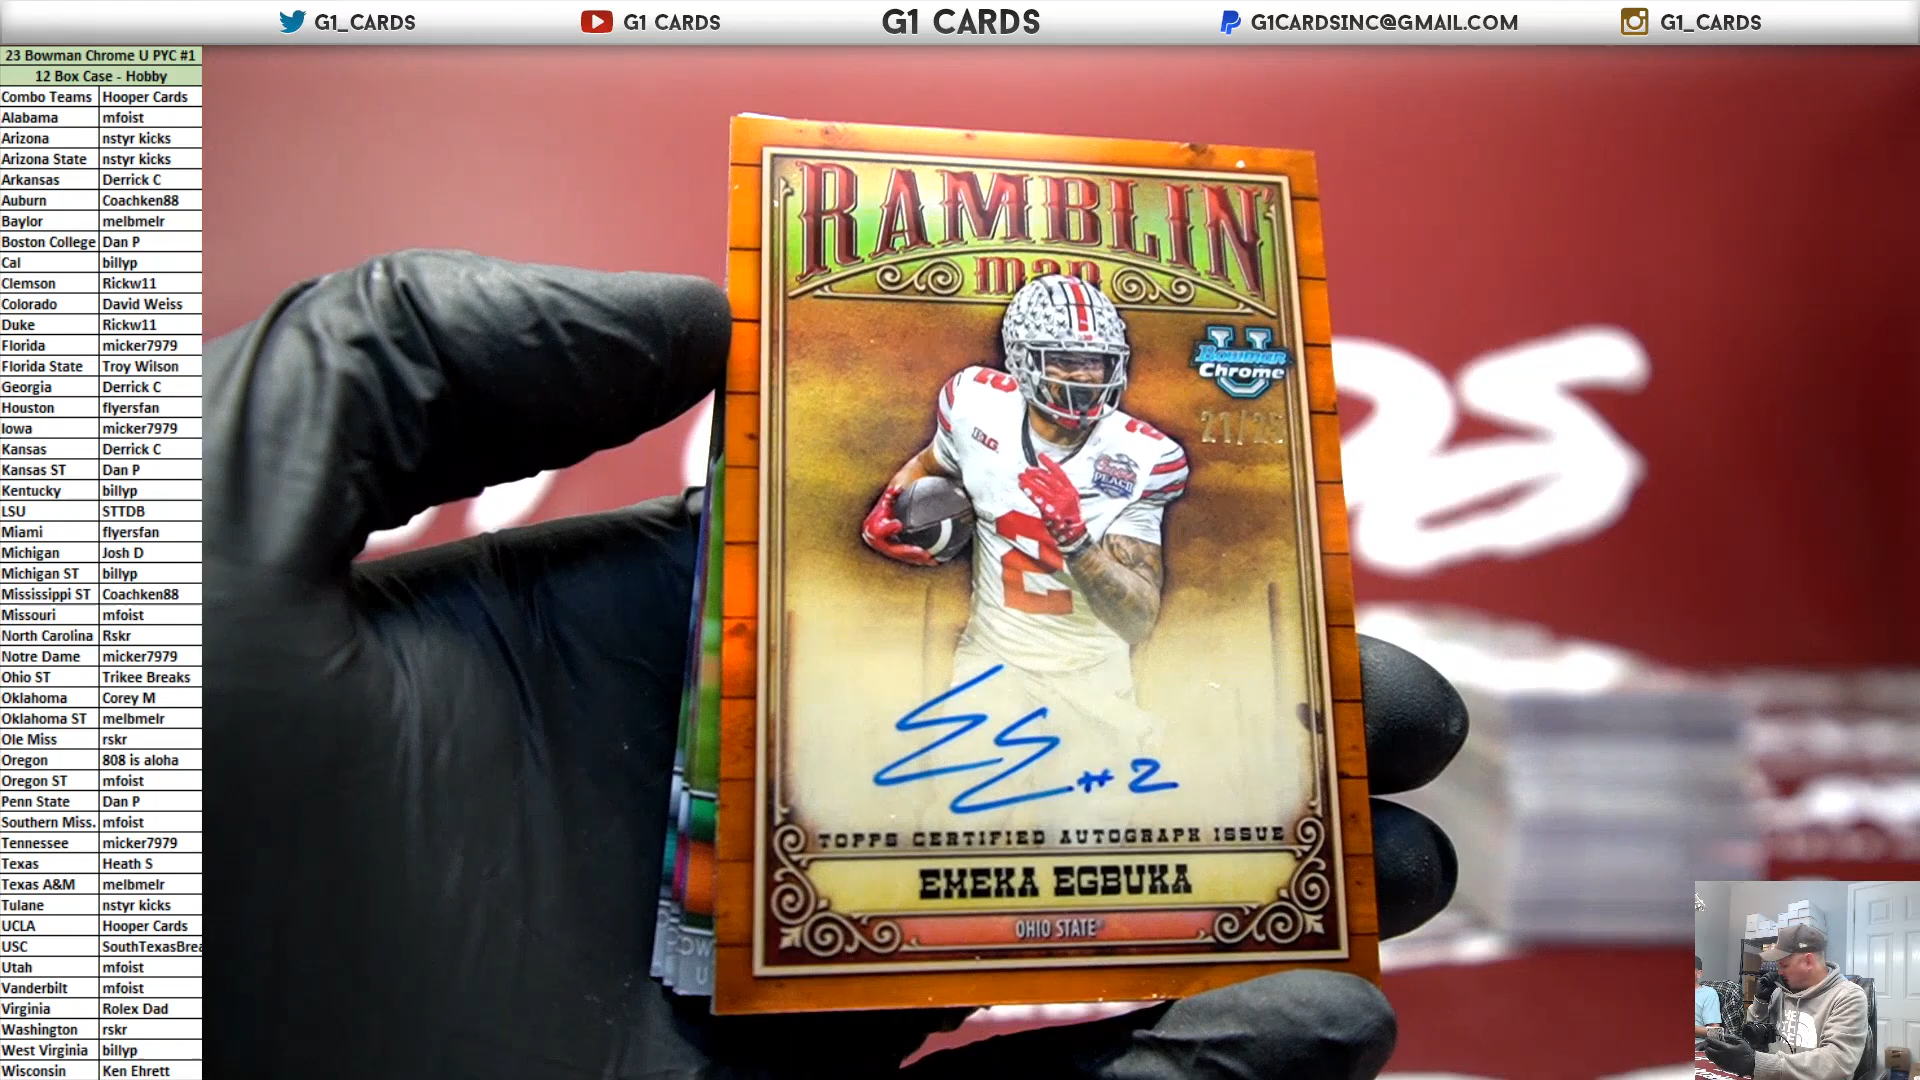 G1_CARDS
G1 CARDS
G1 CARDS
G1CARDSINC@GMAIL.COM
G1_CARDS
23 Bowman Chrome U PYC #1
12 Box Case - Hobby
Combo Teams Hooper Cards
Alabama mfoist
Arizona nstyr kicks
Arizona State nstyr kicks
Arkansas Derrick C
Auburn Coachken88
Baylor melbmelr
Boston College Dan P
Cal billyp
Clemson Rickw11
Colorado David Weiss
Duke Rickw11
Florida micker7979
Florida State Troy Wilson
Georgia Derrick C
Houston flyersfan
Iowa micker7979
Kansas Derrick C
Kansas ST Dan P
Kentucky billyp
LSU STTDB
Miami flyersfan
Michigan Josh D
Michigan ST billyp
Mississippi ST Coachken88
Missouri mfoist
North Carolina Rskr
Notre Dame micker7979
Ohio ST Trikee Breaks
Oklahoma Corey M
Oklahoma ST melbmelr
Ole Miss rskr
Oregon 808 is aloha
Oregon ST mfoist
Penn State Dan P
Southern Miss. mfoist
Tennessee micker7979
Texas Heath S
Texas A&M melbmelr
Tulane nstyr kicks
UCLA Hooper Cards
USC SouthTexasBrea
Utah mfoist
Vanderbilt mfoist
Virginia Rolex Dad
Washington rskr
West Virginia billyp
Wisconsin Ken Ehrett
RAMBLIN'
man
U
Bowman
Chrome
21/25
2
2
B1G
PEACH
2
#2
TOPPS CERTIFIED AUTOGRAPH ISSUE
EMEKA EGBUKA
OHIO STATE